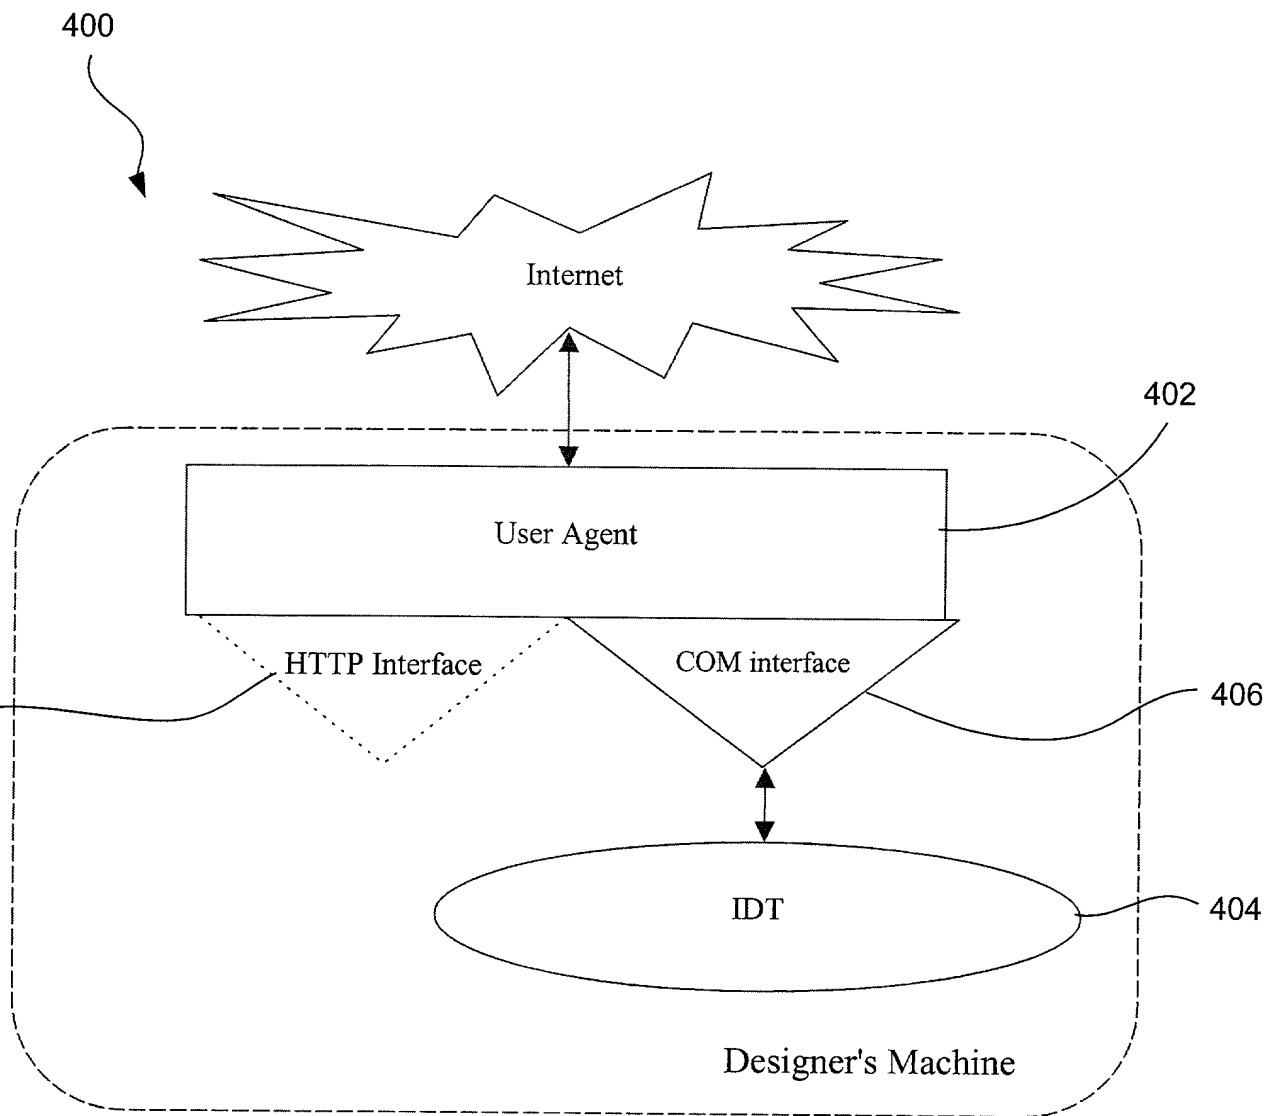 400
Internet
402
User Agent
HTTP Interface
COM interface
406
IDT
404
Designer's Machine